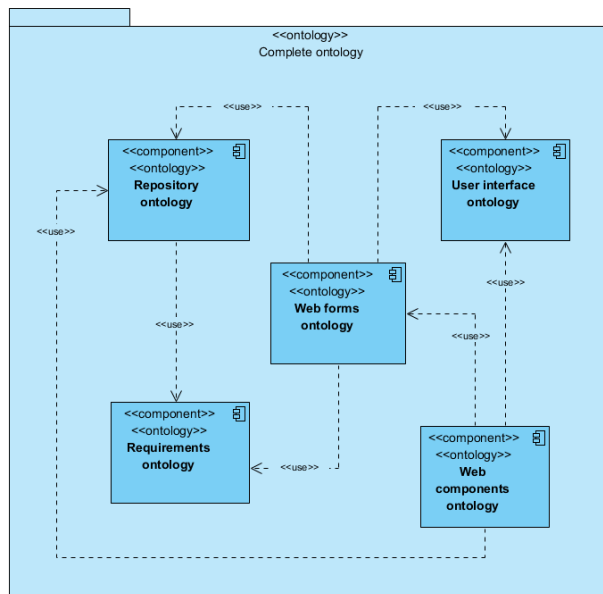 <<ontology>>
Complete ontology
<<use>>
<<use>>
<<component>>
<<ontology>>
Repository
ontology
<<component>>
<<ontology>>
User interface
ontology
<<use>>
<<component>>
<<ontology>>
Web forms
ontology
<<use>>
<<use>>
<<use>>
<<component>>
<<ontology>>
Requirements
ontology
<<use>>
<<component>>
<<ontology>>
Web
components
ontology